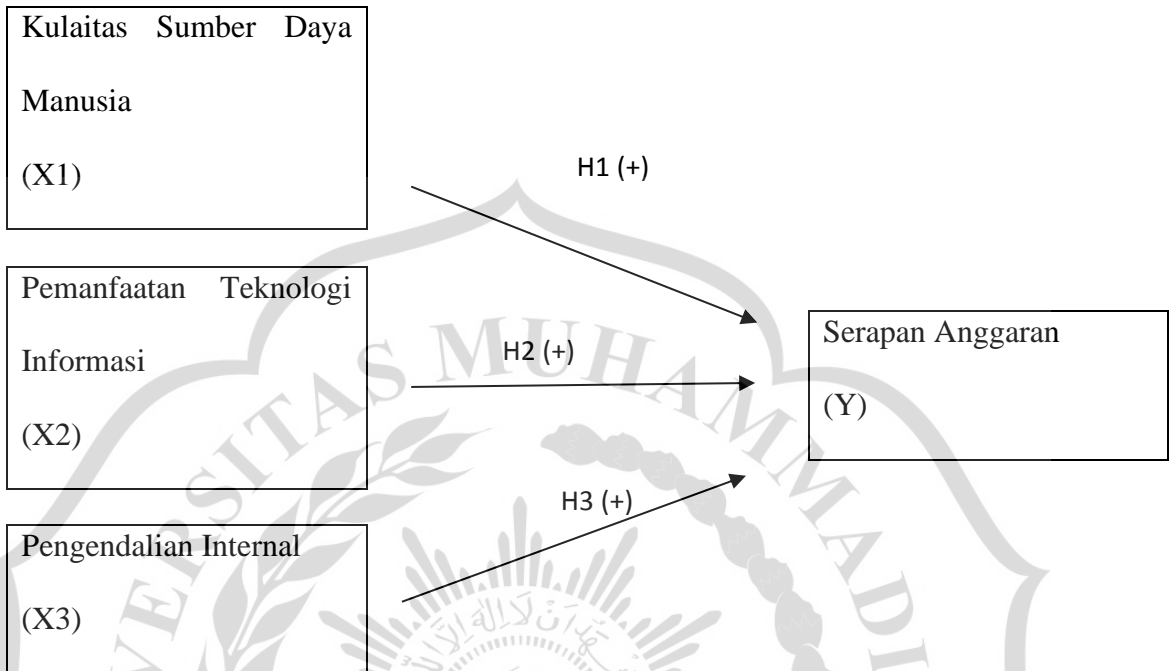 Kulaitas Sumber Daya
Manusia
(X1)
H1 (+)
Pemanfaatan Teknologi
Informasi
(X2)
H2 (+)
Serapan Anggaran
(Y)
H3 (+)
Pengendalian Internal
(X3)